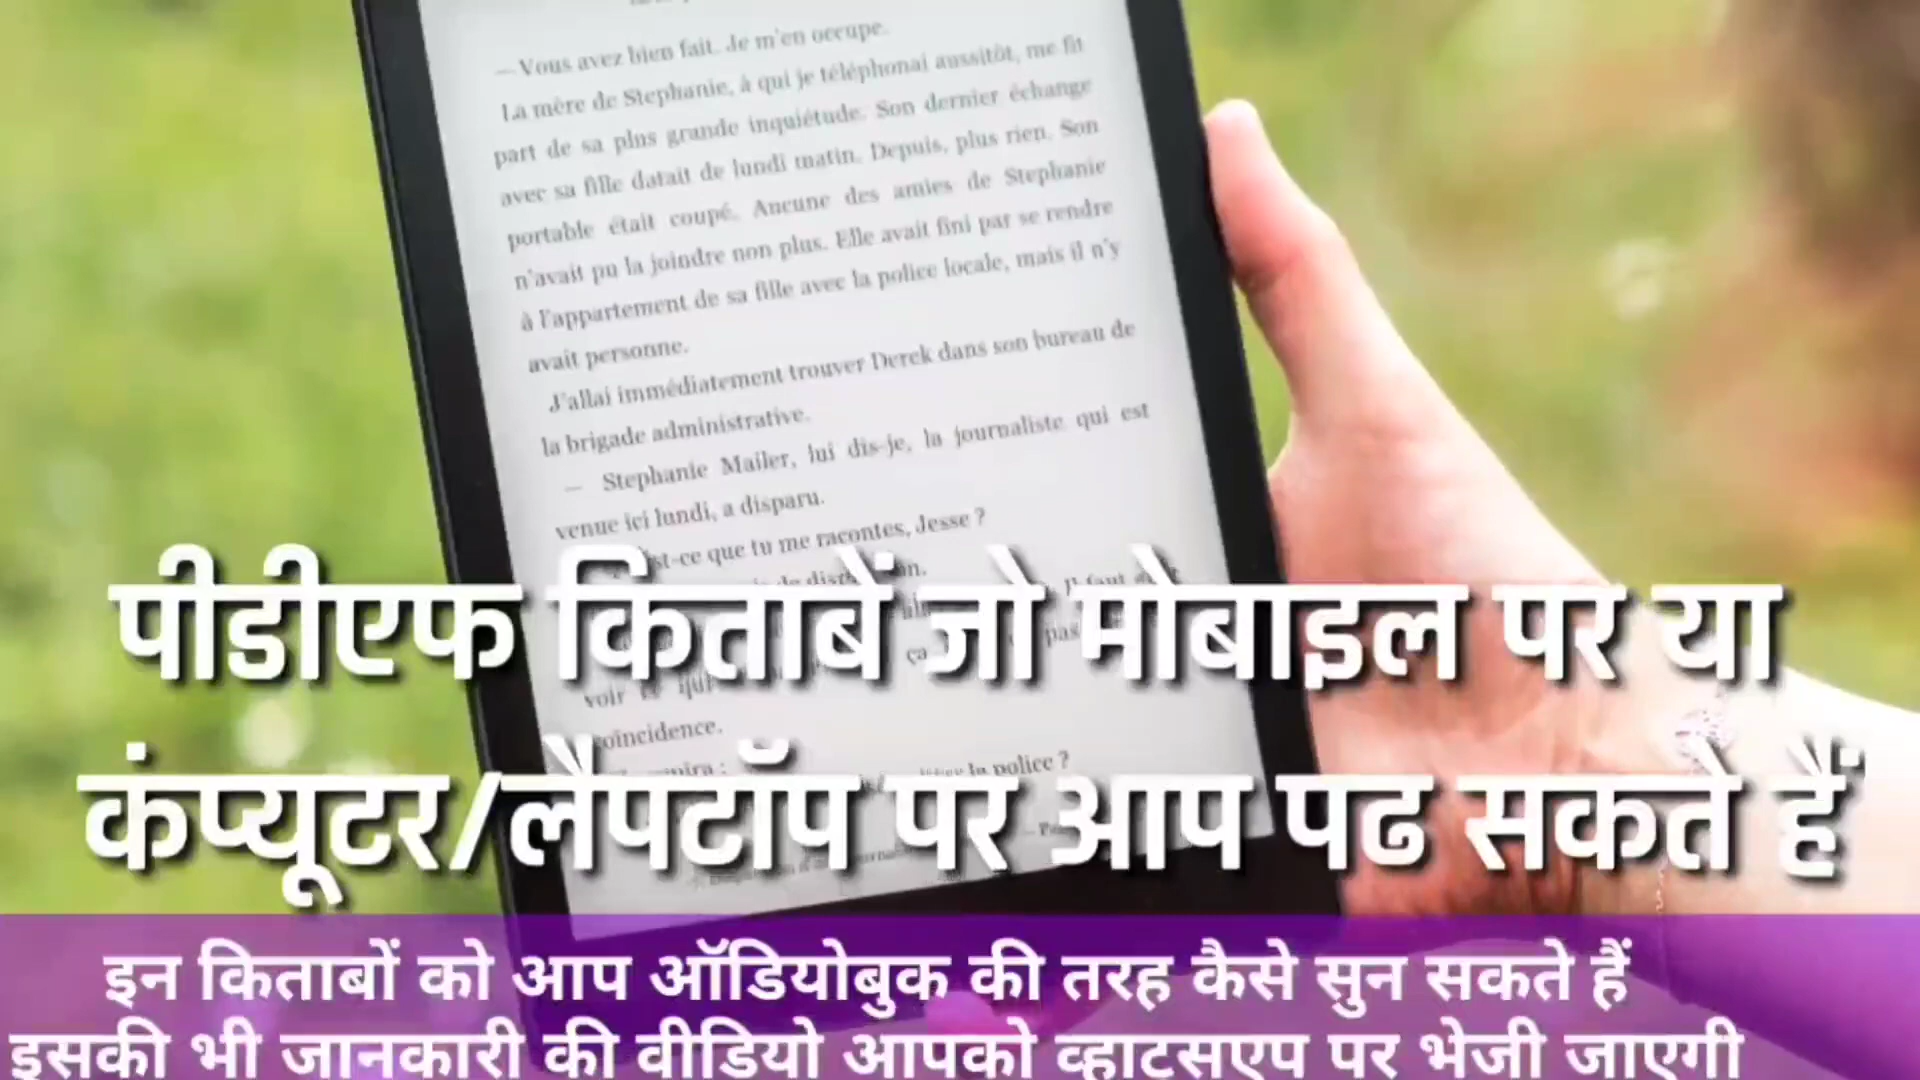 — Vous avez bien fait. Je m'en occupe.
La mère de Stephanie, à qui je téléphonai aussitôt, me fit
part de sa plus grande inquiétude. Son dernier échange
avec sa fille datait de lundi matin. Depuis, plus rien. Son
portable était coupé. Aucune des amies de Stephanie
n'avait pu la joindre non plus. Elle avait fini par se rendre
à l'appartement de sa fille avec la police locale, mais il n'y
avait personne.
J'allai immédiatement trouver Derek dans son bureau de
la brigade administrative.
— Stephanie Mailer, lui dis-je, la journaliste qui est
venue ici lundi, a disparu.
st-ce que tu me racontes, Jesse ?
पीडीएफ किताबें जो मोबाइल पर या
voir
coïncidence.
la police ?
कंप्यूटर/लैपटॉप पर आप पढ सकते हैं
इन किताबों को आप ऑडियोबुक की तरह कैसे सुन सकते हैं
इसकी भी जानकारी की वीडियो आपको व्हाटसएप पर भेजी जाएगी